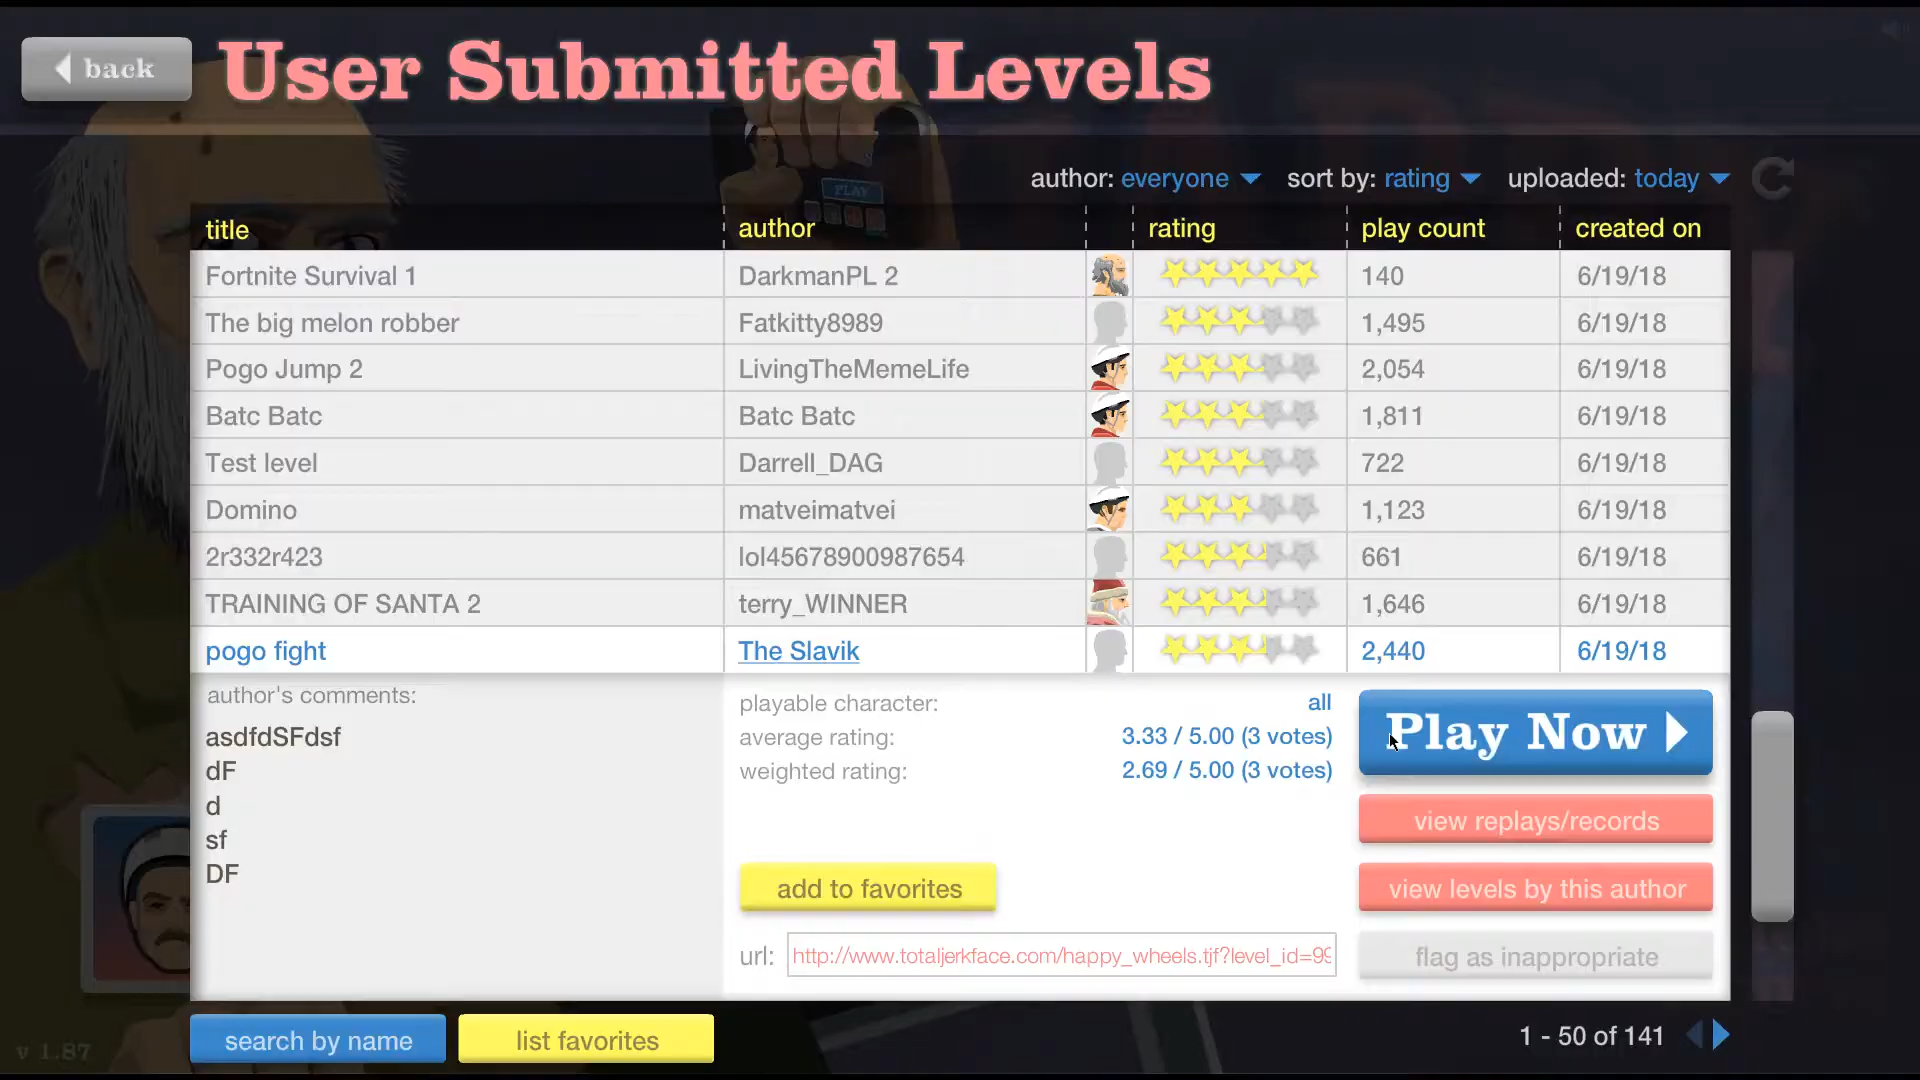 back
User Submitted Levels
PLAY
author: everyone sort by: rating uploaded: today
title author rating play count created on
Fortnite Survival 1 DarkmanPL 2 140 6/19/18
The big melon robber Fatkitty8989 1,495 6/19/18
Pogo Jump 2 LivingTheMemeLife 2,054 6/19/18
Batc Batc Batc Batc 1,811 6/19/18
Test level Darrell_DAG 722 6/19/18
Domino matveimatvei 1,123 6/19/18
2r332r423 lol45678900987654 661 6/19/18
TRAINING OF SANTA 2 terry_WINNER 1,646 6/19/18
pogo fight The Slavik 2,440 6/19/18
author's comments:
asdfdSFdsf
dF
d
sf
DF
playable character: all
average rating: 3.33 / 5.00 (3 votes)
weighted rating: 2.69 / 5.00 (3 votes)
add to favorites
url: http://www.totaljerkface.com/happy_wheels.tjf?level_id=99
Play Now
view replays/records
view levels by this author
flag as inappropriate
search by name list favorites
1 - 50 of 141
v 1.87